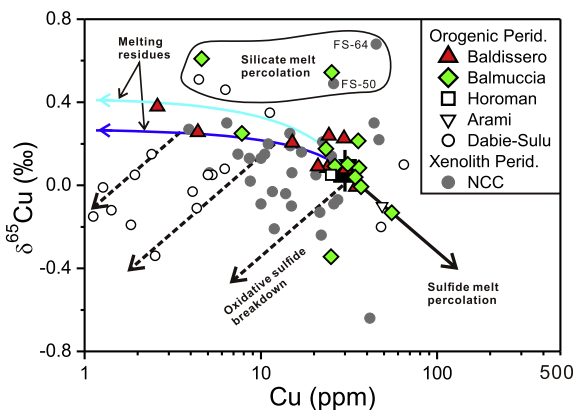 0.8
0.4
0.0
-0.4
-0.8
δ⁶⁵Cu (‰)
1
10
100
500
Cu (ppm)
Melting
residues
Silicate melt
percolation
FS-64
FS-50
Oxidative sulfide
breakdown
Sulfide melt
percolation
Orogenic Perid.
Baldissero
Balmuccia
Horoman
Arami
Dabie-Sulu
Xenolith Perid.
NCC